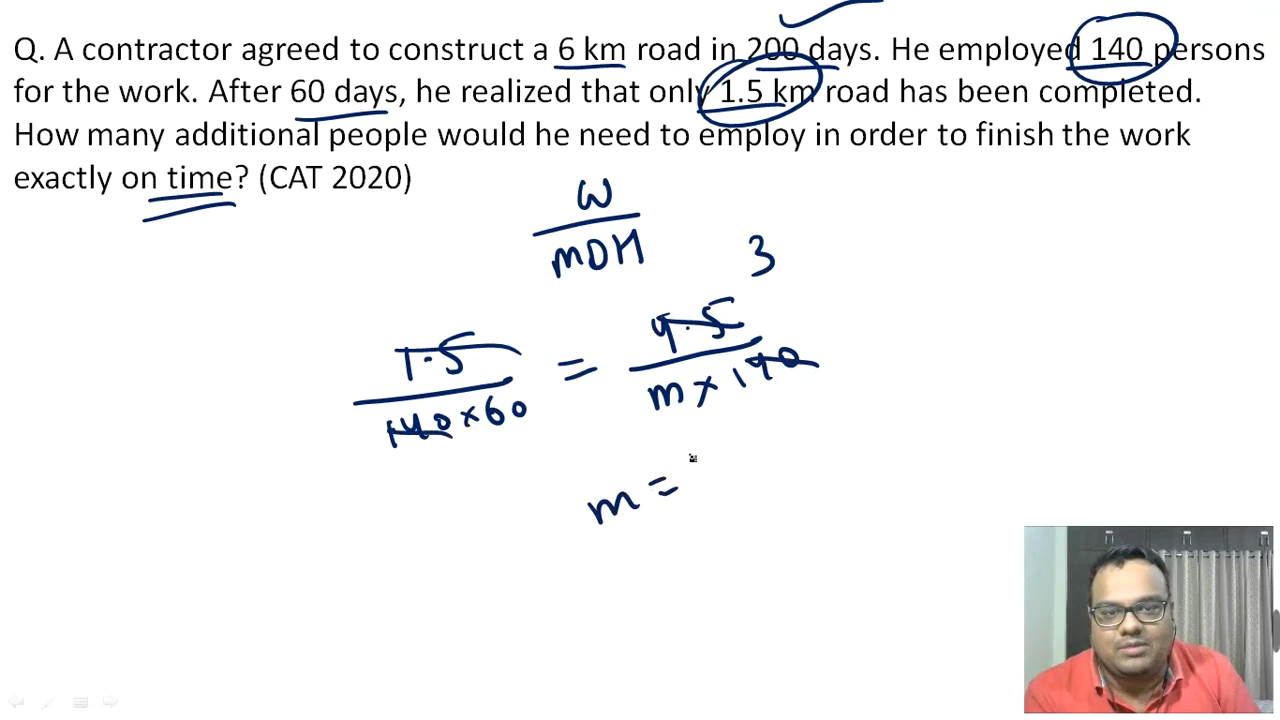 Q. A contractor agreed to construct a 6 km road in 200 days. He employed 140 persons
for the work. After 60 days, he realized that only 1.5 km road has been completed.
How many additional people would he need to employ in order to finish the work
exactly on time? (CAT 2020)
W
MDH
3
1.5 = 4.5
140 × 60 m × 140
m =